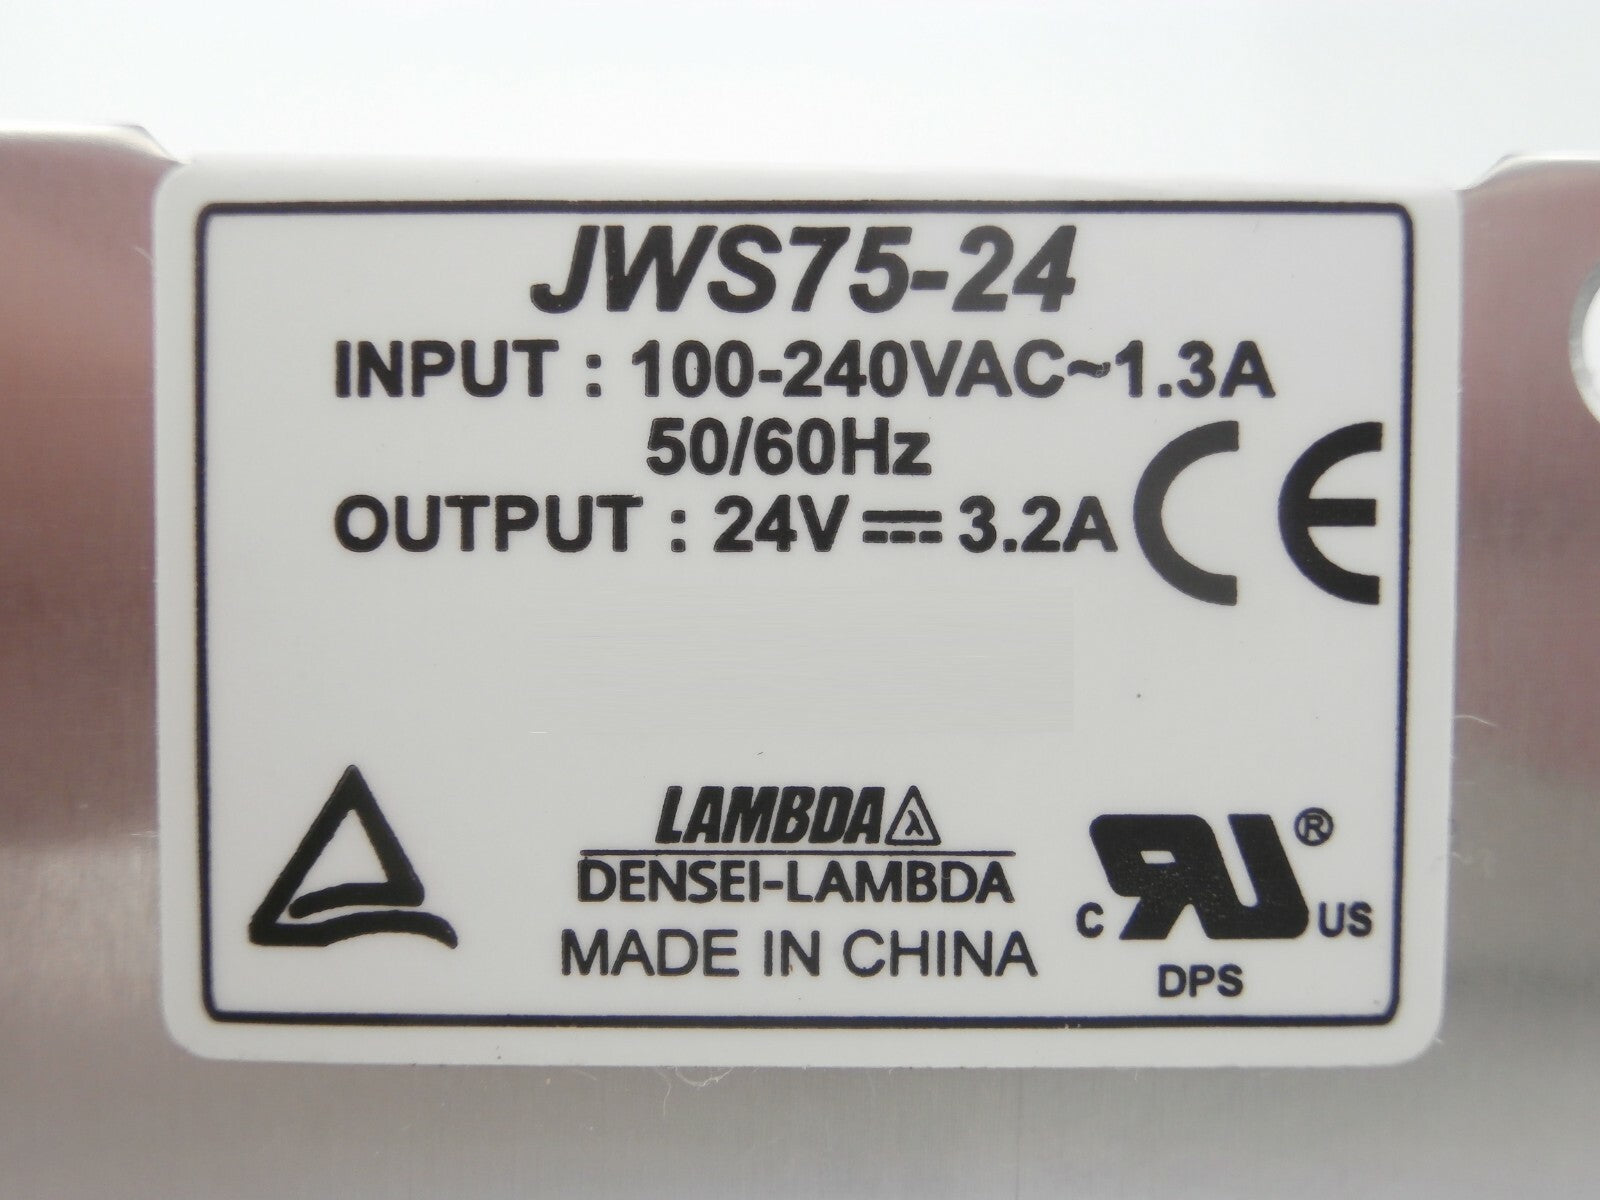 JWS75-24
INPUT : 100-240VAC~1.3A
50/60Hz
OUTPUT : 24V⎓3.2A
CE
LAMBDA λ
DENSEI-LAMBDA
MADE IN CHINA
C RU ® US
DPS